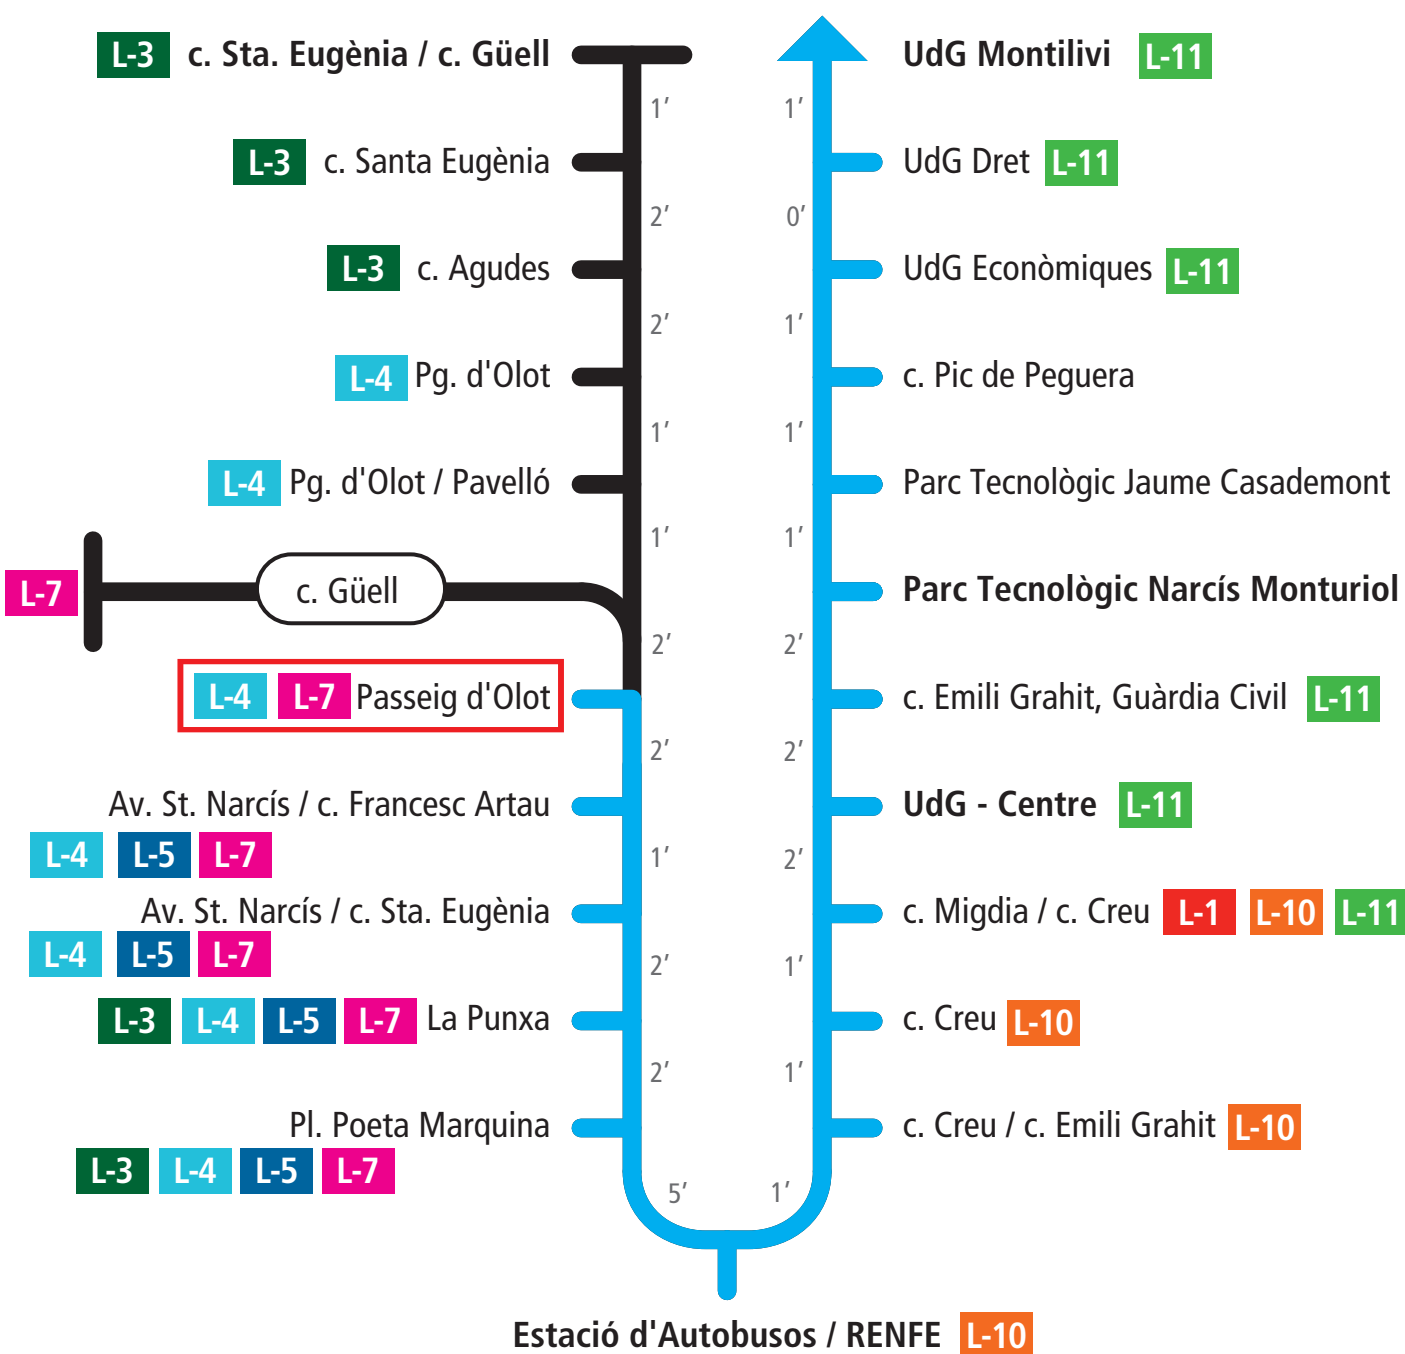 L-3 c. Sta. Eugènia / c. Güell
1’
L-3 c. Santa Eugènia
2’
L-3 c. Agudes
2’
L-4 Pg. d'Olot
1’
L-4 Pg. d'Olot / Pavelló
1’
L-7 c. Güell
2’
L-4 L-7 Passeig d'Olot
2’
Av. St. Narcís / c. Francesc Artau
L-4 L-5 L-7
1’
Av. St. Narcís / c. Sta. Eugènia
L-4 L-5 L-7
2’
L-3 L-4 L-5 L-7 La Punxa
2’
Pl. Poeta Marquina
L-3 L-4 L-5 L-7
5’
Estació d'Autobusos / RENFE L-10
UdG Montilivi L-11
1’
UdG Dret L-11
0’
UdG Econòmiques L-11
1’
c. Pic de Peguera
1’
Parc Tecnològic Jaume Casademont
1’
Parc Tecnològic Narcís Monturiol
2’
c. Emili Grahit, Guàrdia Civil L-11
2’
UdG - Centre L-11
2’
c. Migdia / c. Creu L-1 L-10 L-11
1’
c. Creu L-10
1’
c. Creu / c. Emili Grahit L-10
1’